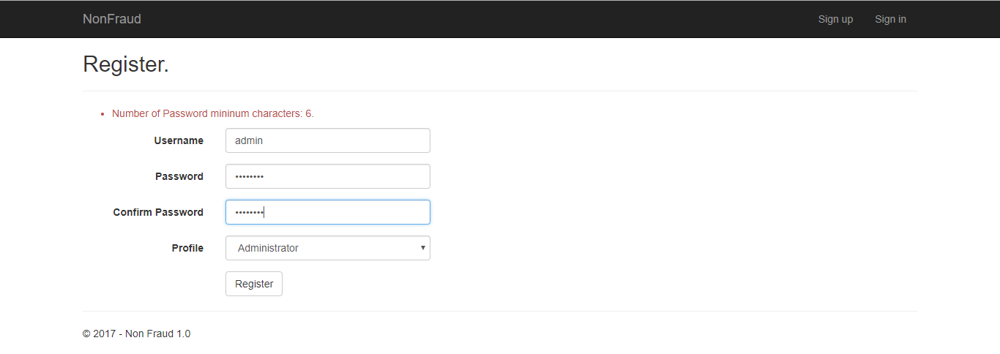 NonFraud Sign up Sign in
Register.
• Number of Password mininum characters: 6.
Username admin
Password ••••••••
Confirm Password ••••••••
Profile Administrator
Register
© 2017 - Non Fraud 1.0